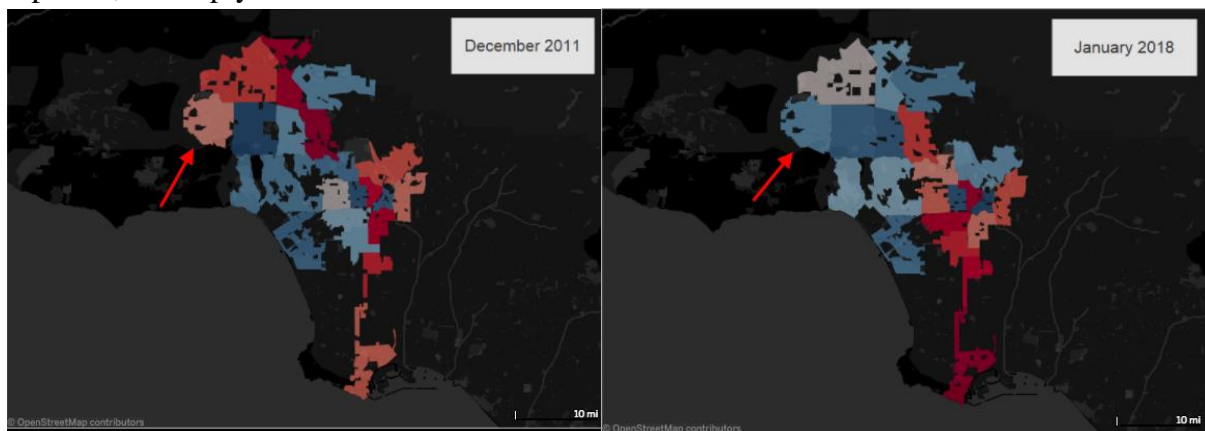 December 2011
January 2018
10 mi
10 mi
© OpenStreetMap contributors
© OpenStreetMap contributors